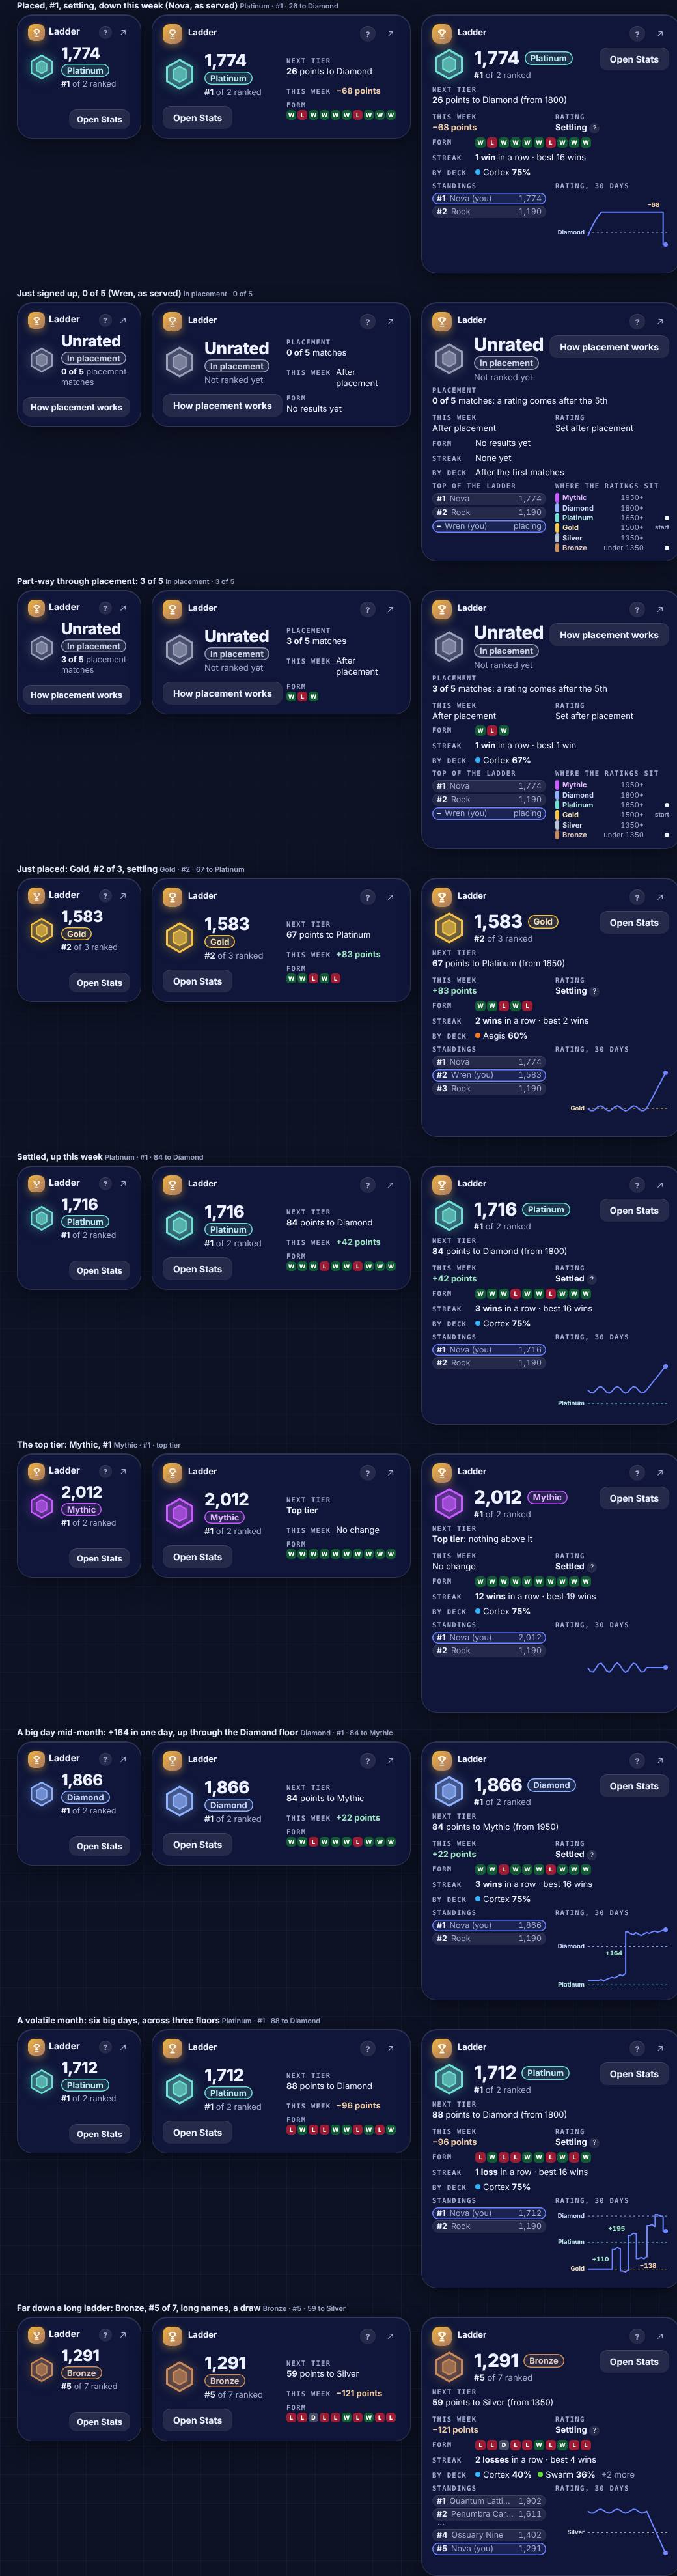 Placed, #1, settling, down this week (Nova, as served) Platinum · #1 · 26 to Diamond
Ladder ?
1,774
Platinum
#1 of 2 ranked
Open Stats
Ladder ?
1,774
Platinum
#1 of 2 ranked
Open Stats
NEXT TIER
26 points to Diamond
THIS WEEK −68 points
FORM
W L W W W W L W W W
Ladder ?
1,774 Platinum
#1 of 2 ranked
Open Stats
NEXT TIER
26 points to Diamond (from 1800)
THIS WEEK RATING
−68 points Settling ?
FORM W L W W W W L W W W
STREAK 1 win in a row · best 16 wins
BY DECK Cortex 75%
STANDINGS RATING, 30 DAYS
#1 Nova (you) 1,774
#2 Rook 1,190
−68
Diamond
Just signed up, 0 of 5 (Wren, as served) in placement · 0 of 5
Ladder ?
Unrated
In placement
0 of 5 placement
matches
How placement works
Ladder ?
Unrated
In placement
Not ranked yet
How placement works
PLACEMENT
0 of 5 matches
THIS WEEK After
placement
FORM
No results yet
Ladder ?
Unrated
In placement
Not ranked yet
How placement works
PLACEMENT
0 of 5 matches: a rating comes after the 5th
THIS WEEK RATING
After placement Set after placement
FORM No results yet
STREAK None yet
BY DECK After the first matches
TOP OF THE LADDER WHERE THE RATINGS SIT
#1 Nova 1,774
#2 Rook 1,190
– Wren (you) placing
Mythic 1950+
Diamond 1800+
Platinum 1650+
Gold 1500+ start
Silver 1350+
Bronze under 1350
Part-way through placement: 3 of 5 in placement · 3 of 5
Ladder ?
Unrated
In placement
3 of 5 placement
matches
How placement works
Ladder ?
Unrated
In placement
Not ranked yet
How placement works
PLACEMENT
3 of 5 matches
THIS WEEK After
placement
FORM
W L W
Ladder ?
Unrated
In placement
Not ranked yet
How placement works
PLACEMENT
3 of 5 matches: a rating comes after the 5th
THIS WEEK RATING
After placement Set after placement
FORM W L W
STREAK 1 win in a row · best 1 win
BY DECK Cortex 67%
TOP OF THE LADDER WHERE THE RATINGS SIT
#1 Nova 1,774
#2 Rook 1,190
– Wren (you) placing
Mythic 1950+
Diamond 1800+
Platinum 1650+
Gold 1500+ start
Silver 1350+
Bronze under 1350
Just placed: Gold, #2 of 3, settling Gold · #2 · 67 to Platinum
Ladder ?
1,583
Gold
#2 of 3 ranked
Open Stats
Ladder ?
1,583
Gold
#2 of 3 ranked
Open Stats
NEXT TIER
67 points to Platinum
THIS WEEK +83 points
FORM
W W L W L
Ladder ?
1,583 Gold
#2 of 3 ranked
Open Stats
NEXT TIER
67 points to Platinum (from 1650)
THIS WEEK RATING
+83 points Settling ?
FORM W W L W L
STREAK 2 wins in a row · best 2 wins
BY DECK Aegis 60%
STANDINGS RATING, 30 DAYS
#1 Nova 1,774
#2 Wren (you) 1,583
#3 Rook 1,190
Gold
Settled, up this week Platinum · #1 · 84 to Diamond
Ladder ?
1,716
Platinum
#1 of 2 ranked
Open Stats
Ladder ?
1,716
Platinum
#1 of 2 ranked
Open Stats
NEXT TIER
84 points to Diamond
THIS WEEK +42 points
FORM
W W W L W W L W W W
Ladder ?
1,716 Platinum
#1 of 2 ranked
Open Stats
NEXT TIER
84 points to Diamond (from 1800)
THIS WEEK RATING
+42 points Settled ?
FORM W W W L W W L W W W
STREAK 3 wins in a row · best 16 wins
BY DECK Cortex 75%
STANDINGS RATING, 30 DAYS
#1 Nova (you) 1,716
#2 Rook 1,190
Platinum
The top tier: Mythic, #1 Mythic · #1 · top tier
Ladder ?
2,012
Mythic
#1 of 2 ranked
Open Stats
Ladder ?
2,012
Mythic
#1 of 2 ranked
Open Stats
NEXT TIER
Top tier
THIS WEEK No change
FORM
W W W W W W W W W W
Ladder ?
2,012 Mythic
#1 of 2 ranked
Open Stats
NEXT TIER
Top tier: nothing above it
THIS WEEK RATING
No change Settled ?
FORM W W W W W W W W W W
STREAK 12 wins in a row · best 19 wins
BY DECK Cortex 75%
STANDINGS RATING, 30 DAYS
#1 Nova (you) 2,012
#2 Rook 1,190
A big day mid-month: +164 in one day, up through the Diamond floor Diamond · #1 · 84 to Mythic
Ladder ?
1,866
Diamond
#1 of 2 ranked
Open Stats
Ladder ?
1,866
Diamond
#1 of 2 ranked
Open Stats
NEXT TIER
84 points to Mythic
THIS WEEK +22 points
FORM
W W L W W W L W W W
Ladder ?
1,866 Diamond
#1 of 2 ranked
Open Stats
NEXT TIER
84 points to Mythic (from 1950)
THIS WEEK RATING
+22 points Settled ?
FORM W W L W W W L W W W
STREAK 3 wins in a row · best 16 wins
BY DECK Cortex 75%
STANDINGS RATING, 30 DAYS
#1 Nova (you) 1,866
#2 Rook 1,190
Diamond
+164
Platinum
A volatile month: six big days, across three floors Platinum · #1 · 88 to Diamond
Ladder ?
1,712
Platinum
#1 of 2 ranked
Open Stats
Ladder ?
1,712
Platinum
#1 of 2 ranked
Open Stats
NEXT TIER
88 points to Diamond
THIS WEEK −96 points
FORM
L W L L W W L W L W
Ladder ?
1,712 Platinum
#1 of 2 ranked
Open Stats
NEXT TIER
88 points to Diamond (from 1800)
THIS WEEK RATING
−96 points Settling ?
FORM L W L L W W L W L W
STREAK 1 loss in a row · best 16 wins
BY DECK Cortex 75%
STANDINGS RATING, 30 DAYS
#1 Nova (you) 1,712
#2 Rook 1,190
Diamond
+195
Platinum
+110
−138
Gold
Far down a long ladder: Bronze, #5 of 7, long names, a draw Bronze · #5 · 59 to Silver
Ladder ?
1,291
Bronze
#5 of 7 ranked
Open Stats
Ladder ?
1,291
Bronze
#5 of 7 ranked
Open Stats
NEXT TIER
59 points to Silver
THIS WEEK −121 points
FORM
L L D L L W L W L L
Ladder ?
1,291 Bronze
#5 of 7 ranked
Open Stats
NEXT TIER
59 points to Silver (from 1350)
THIS WEEK RATING
−121 points Settling ?
FORM L L D L L W L W L L
STREAK 2 losses in a row · best 4 wins
BY DECK Cortex 40% Swarm 36% +2 more
STANDINGS RATING, 30 DAYS
#1 Quantum Latti... 1,902
#2 Penumbra Car... 1,611
...
#4 Ossuary Nine 1,402
#5 Nova (you) 1,291
Silver